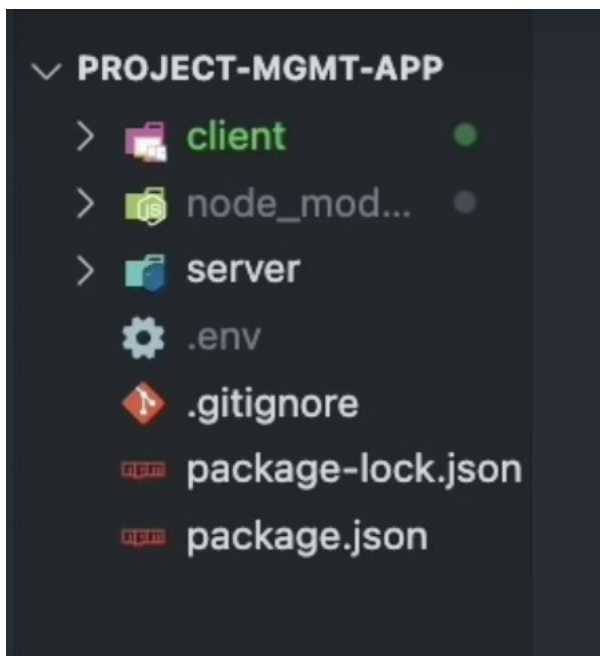 PROJECT-MGMT-APP
client
node_mod...
server
.env
.gitignore
package-lock.json
package.json